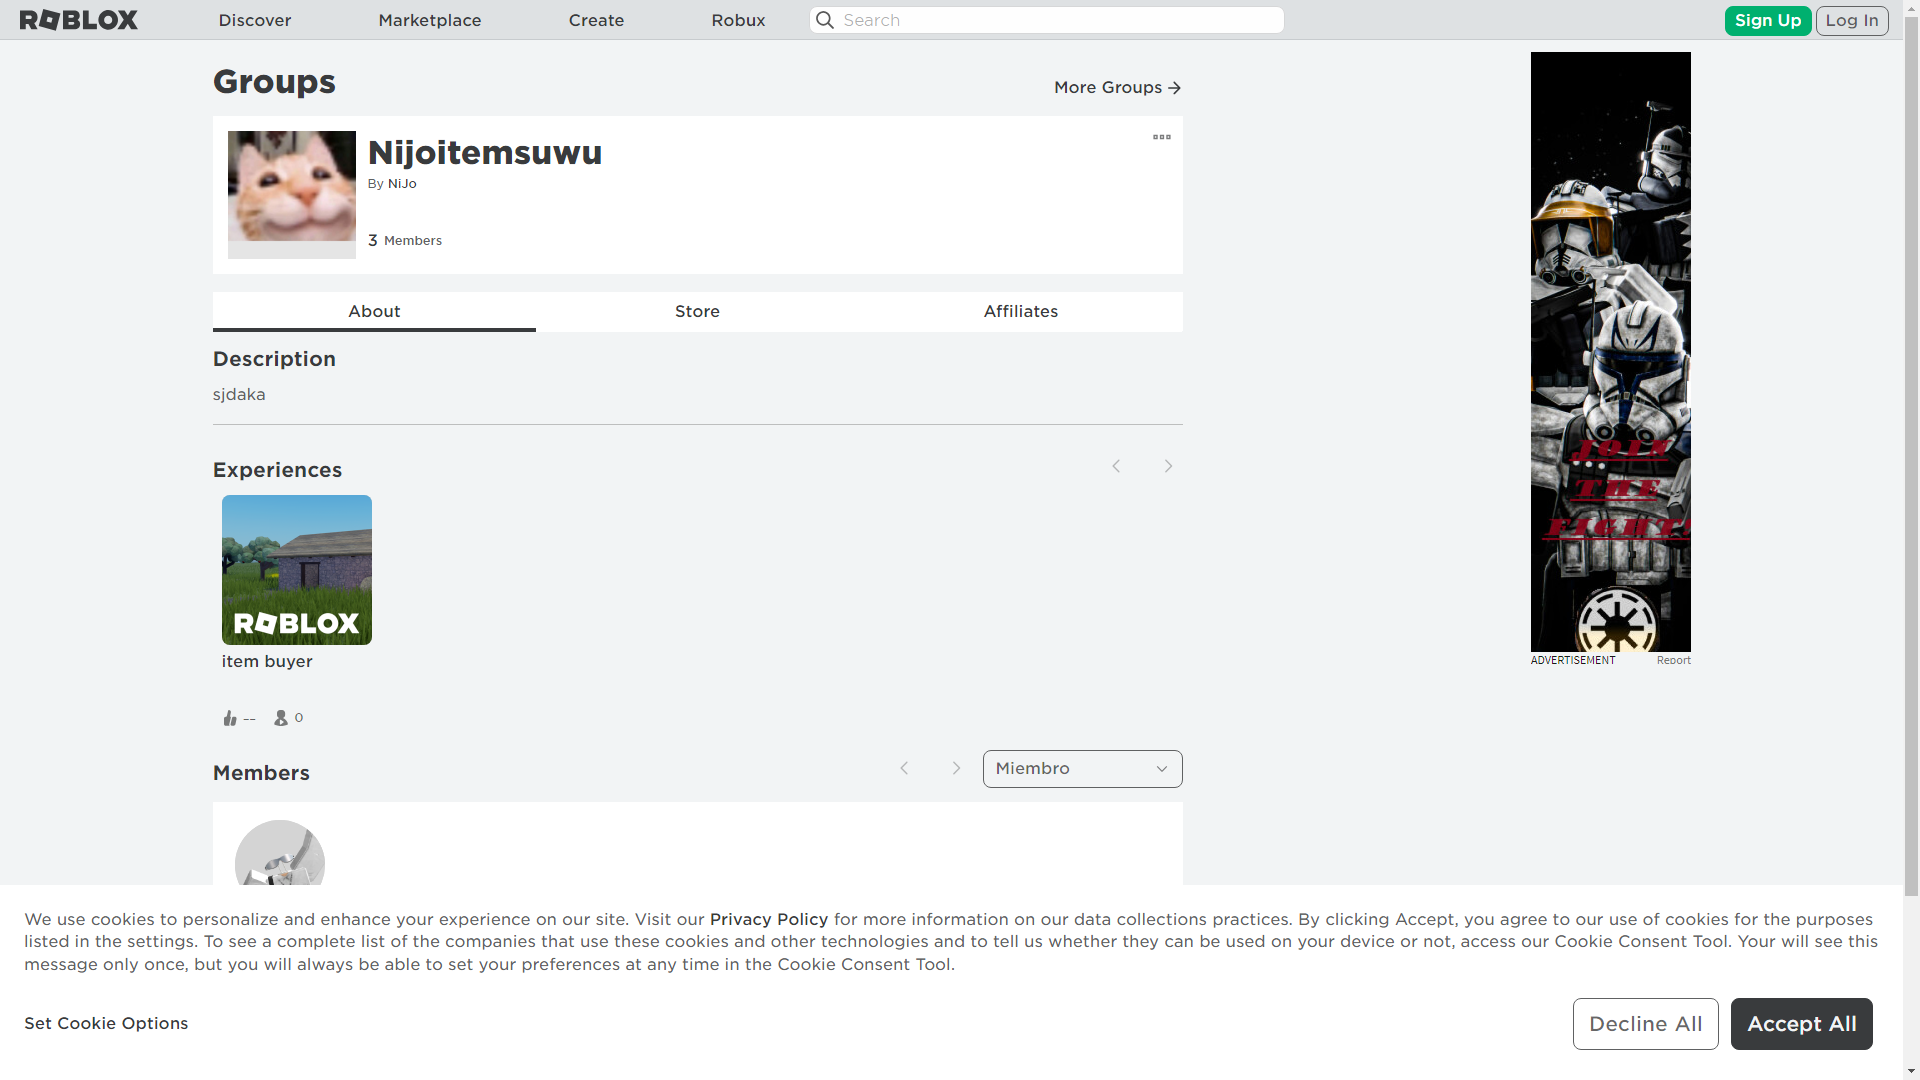 ROBLOX
Discover
Marketplace
Create
Robux
Search
Sign Up
Log In
Groups
More Groups
Nijoitemsuwu
By NiJo
3 Members
About
Store
Affiliates
Description
sjdaka
Experiences
ROBLOX
item buyer
--
0
Members
Miembro
JOIN
THE
FIGHT!
ADVERTISEMENT
Report
We use cookies to personalize and enhance your experience on our site. Visit our Privacy Policy for more information on our data collections practices. By clicking Accept, you agree to our use of cookies for the purposes
listed in the settings. To see a complete list of the companies that use these cookies and other technologies and to tell us whether they can be used on your device or not, access our Cookie Consent Tool. Your will see this
message only once, but you will always be able to set your preferences at any time in the Cookie Consent Tool.
Set Cookie Options
Decline All
Accept All